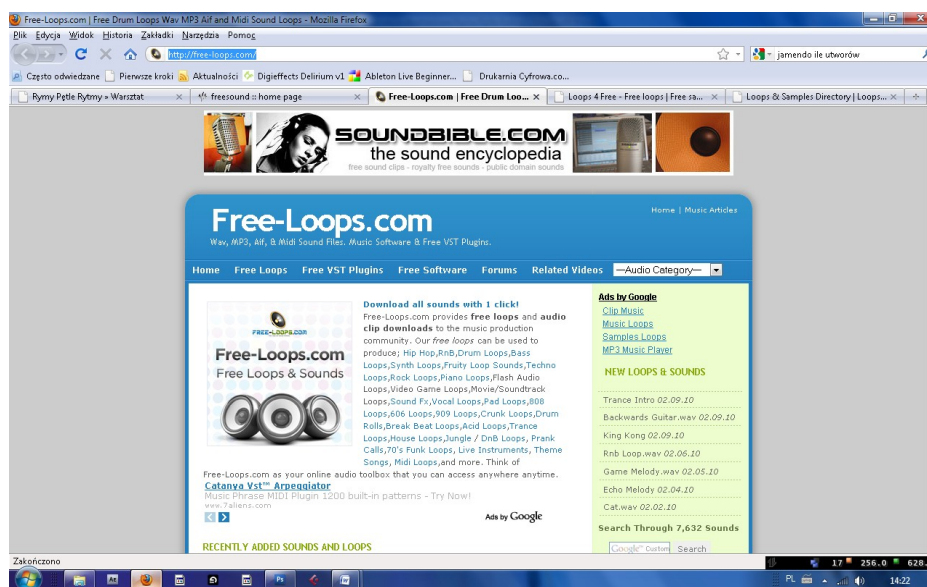 Free-Loops.com | Free Drum Loops Wav MP3 Aif and Midi Sound Loops - Mozilla Firefox
Plik Edycja Widok Historia Zakładki Narzędzia Pomoc
http://free-loops.com/
jamendo ile utworów
Często odwiedzane Pierwsze kroki Aktualności Digieffects Delirium v1 Ableton Live Beginner... Drukarnia Cyfrowa.co...
Rymy Pętle Rytmy » Warsztat freesound :: home page Free-Loops.com | Free Drum Loo... Loops 4 Free - Free loops | Free sa... Loops & Samples Directory | Loops...
SOUNDBIBLE.COM
the sound encyclopedia
free sound clips - royalty free sounds - public domain sounds
Home | Music Articles
Free-Loops.com
Wav, MP3, Aif, & Midi Sound Files. Music Software & Free VST Plugins.
Home Free Loops Free VST Plugins Free Software Forums Related Videos —Audio Category—
FREE-LOOPS.COM
Free-Loops.com
Free Loops & Sounds
Download all sounds with 1 click!
Free-Loops.com provides free loops and audio
clip downloads to the music production
community. Our free loops can be used to
produce; Hip Hop,RnB,Drum Loops,Bass
Loops,Synth Loops,Fruity Loop Sounds,Techno
Loops,Rock Loops,Piano Loops,Flash Audio
Loops,Video Game Loops,Movie/Soundtrack
Loops,Sound Fx,Vocal Loops,Pad Loops,808
Loops,606 Loops,909 Loops,Crunk Loops,Drum
Rolls,Break Beat Loops,Acid Loops,Trance
Loops,House Loops,Jungle / DnB Loops, Prank
Calls,70's Funk Loops, Live Instruments, Theme
Songs, Midi Loops,and more. Think of
Free-Loops.com as your online audio toolbox that you can access anywhere anytime.
Catanya Vst™ Arpeggiator
Music Phrase MIDI Plugin 1200 built-in patterns - Try Now!
www.7aliens.com
Ads by Google
RECENTLY ADDED SOUNDS AND LOOPS
Ads by Google
Clip Music
Music Loops
Samples Loops
MP3 Music Player
NEW LOOPS & SOUNDS
Trance Intro 02.09.10
Backwards Guitar.wav 02.09.10
King Kong 02.09.10
Rnb Loop.wav 02.06.10
Game Melody.wav 02.05.10
Echo Melody 02.04.10
Cat.wav 02.02.10
Search Through 7,632 Sounds
Google™ Custom Search
Zakończono
17 256.0 628.
PL 14:22